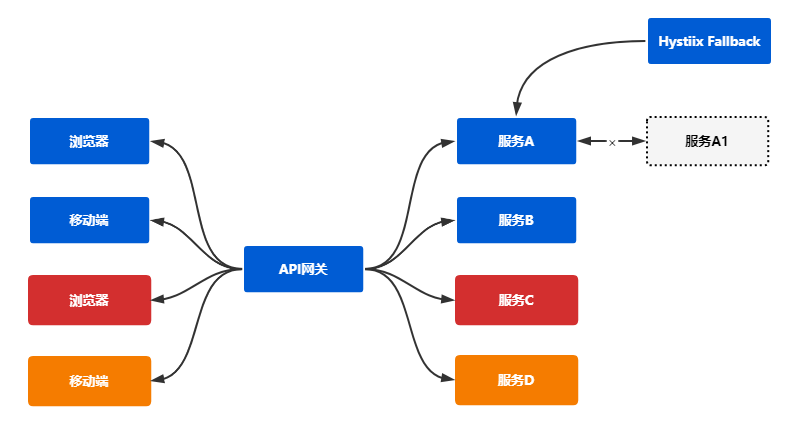 Hystiix Fallback
浏览器
服务A
×
服务A1
移动端
服务B
API网关
浏览器
服务C
移动端
服务D